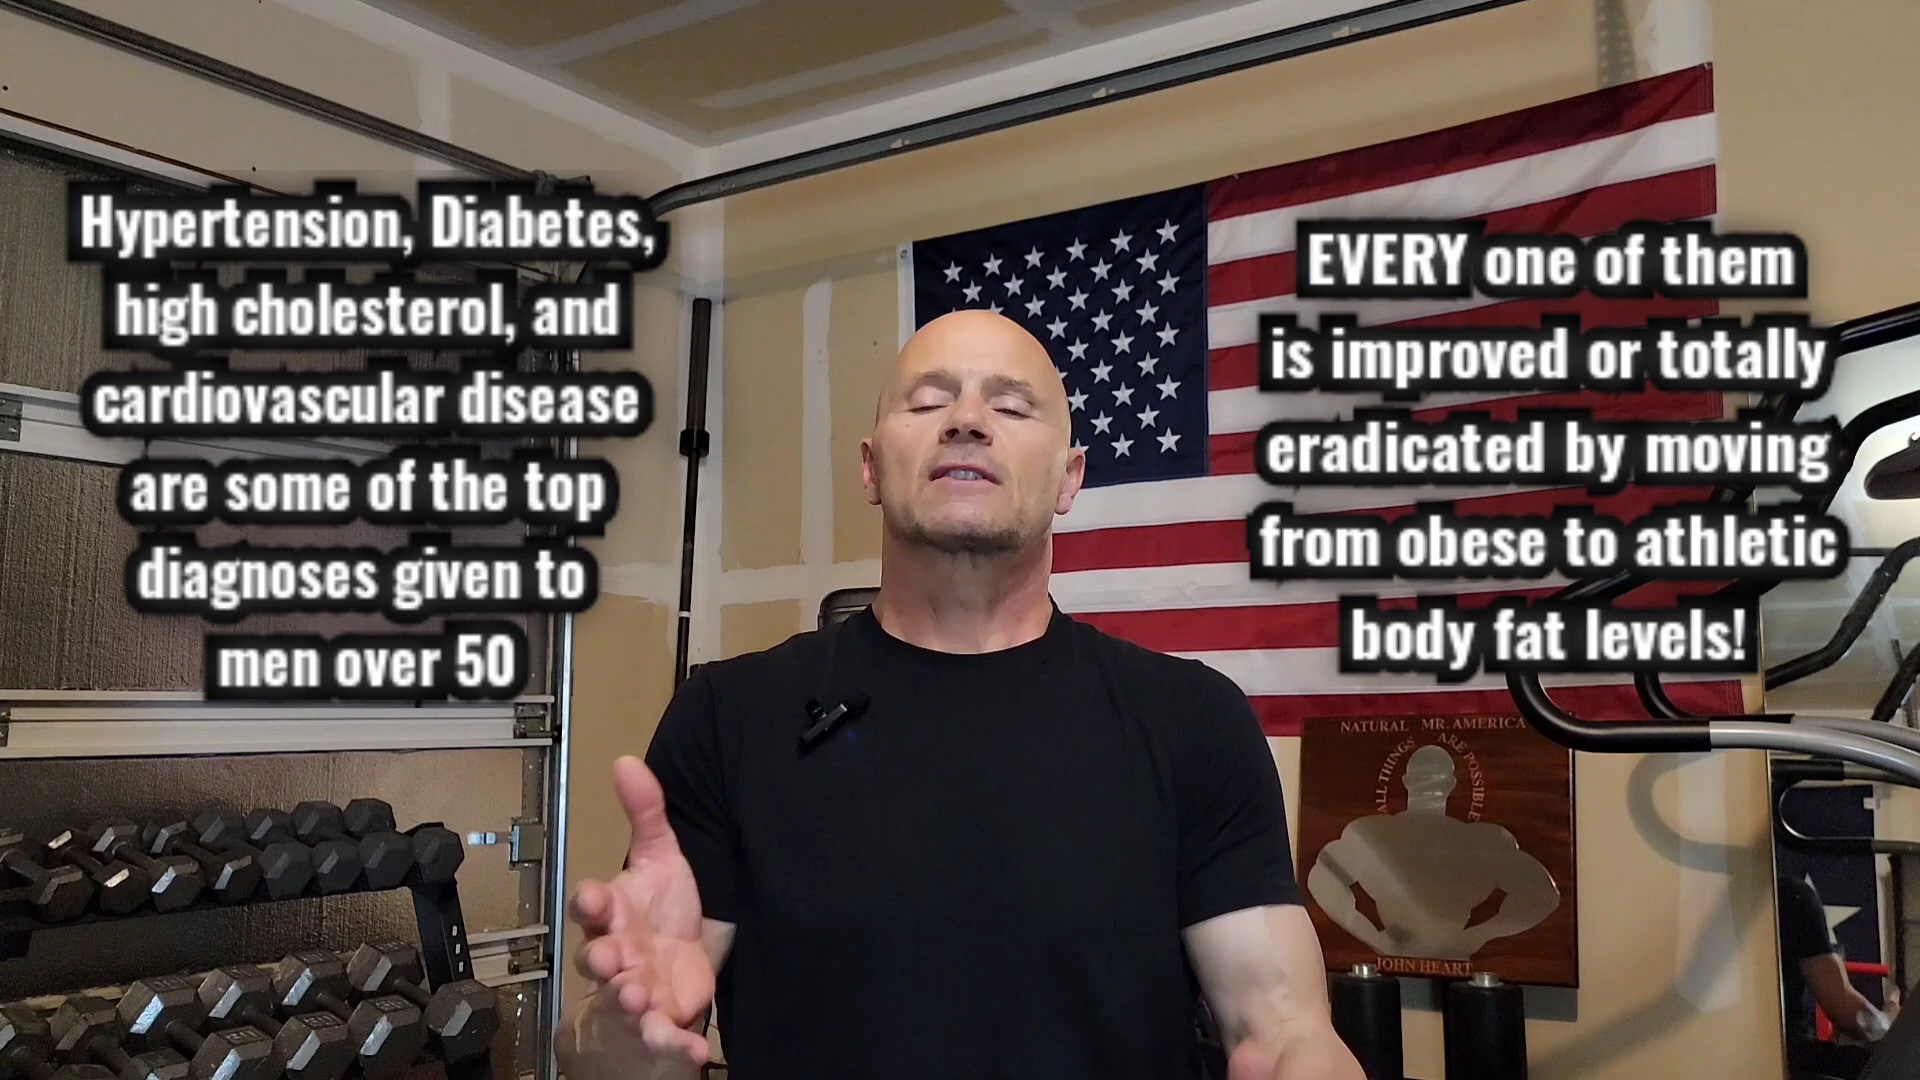 Hypertension, Diabetes,
high cholesterol, and
cardiovascular disease
are some of the top
diagnoses given to
men over 50
EVERY one of them
is improved or totally
eradicated by moving
from obese to athletic
body fat levels!
NATURAL MR. AMERICA
ALL THINGS ARE POSSIBLE
JOHN HEART